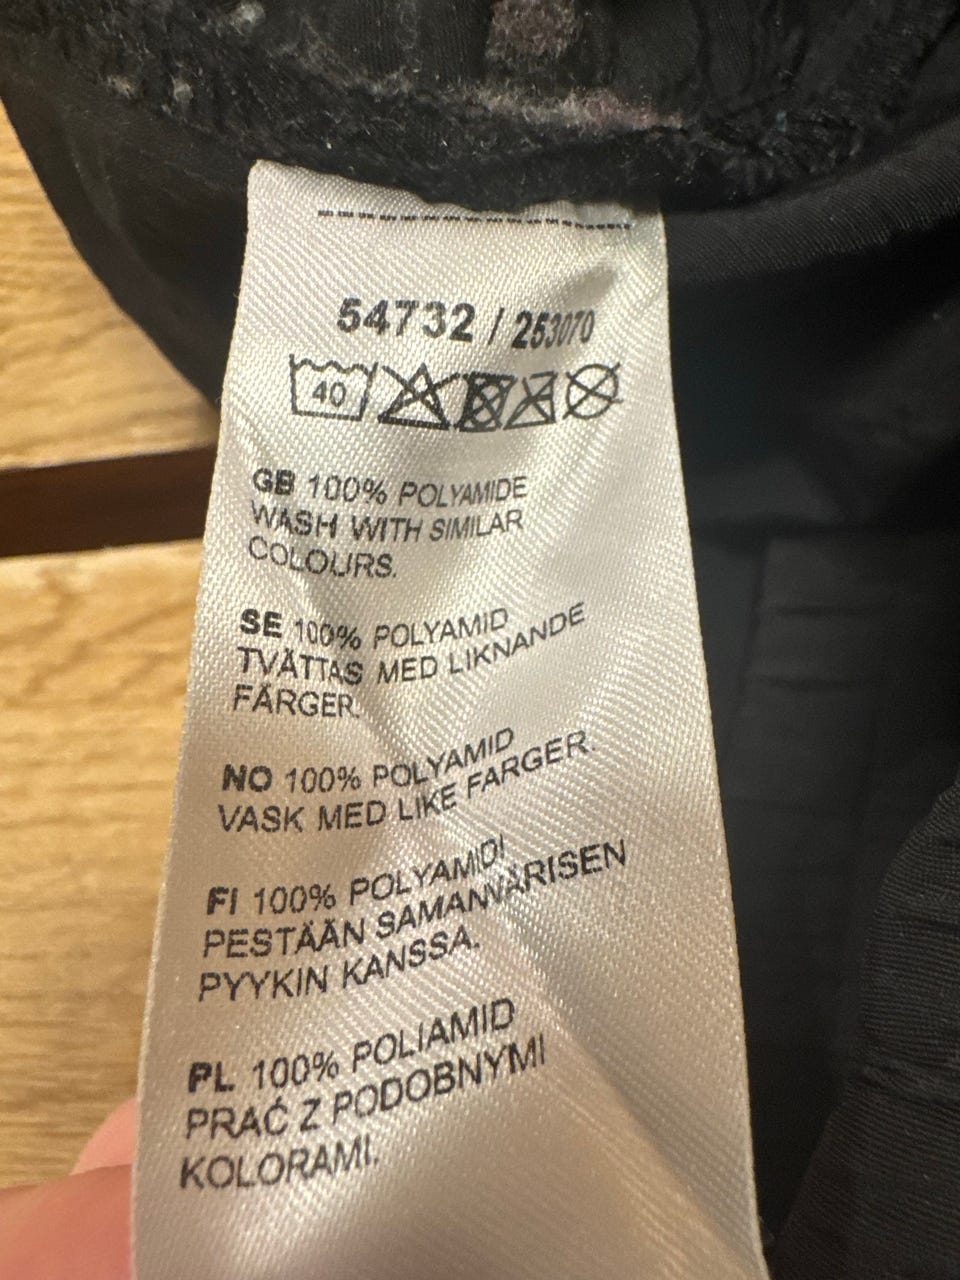 54732 / 253070
40
GB 100% POLYAMIDE
WASH WITH SIMILAR
COLOURS.
SE 100% POLYAMID
TVÄTTAS MED LIKNANDE
FÄRGER.
NO 100% POLYAMID
VASK MED LIKE FARGER.
FI 100% POLYAMIDI
PESTÄÄN SAMANVÄRISEN
PYYKIN KANSSA.
PL 100% POLIAMID
PRAĆ Z PODOBNYMI
KOLORAMI.